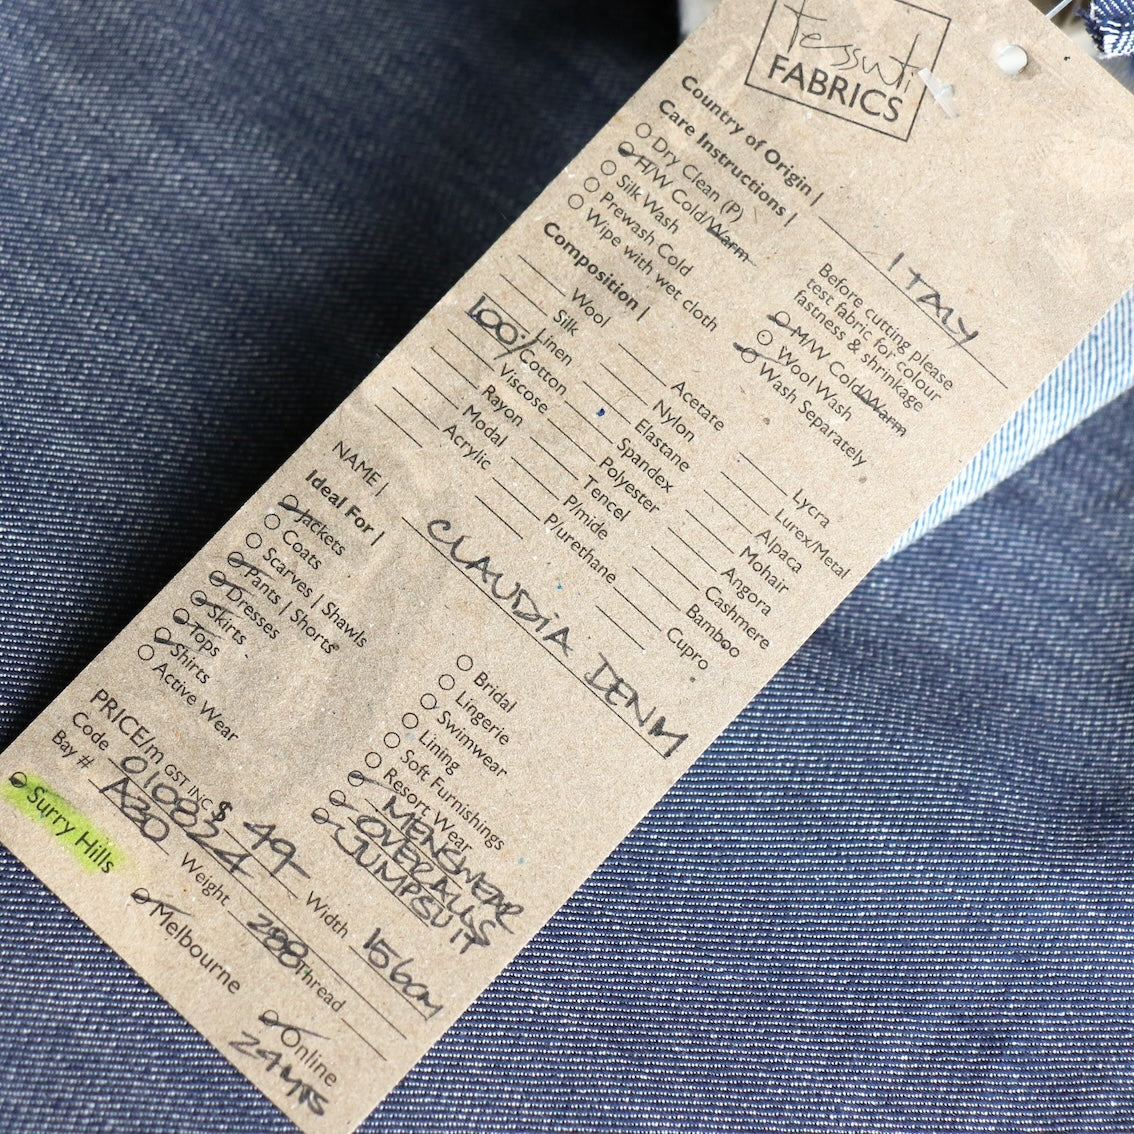 Tessuti
FABRICS
Country of Origin | ITALY
Care Instructions |
Dry Clean (P)
H/W Cold/Warm
Silk Wash
Prewash Cold
Wipe with wet cloth
Before cutting please
test fabric for colour
fastness & shrinkage
M/W Cold/Warm
Wool Wash
Wash Separately
Composition |
Wool
Silk
Linen
100% Cotton
Viscose
Rayon
Modal
Acrylic
Acetate
Nylon
Elastane
Spandex
Polyester
Tencel
P/mide
P/urethane
Lycra
Lurex/Metal
Alpaca
Mohair
Angora
Cashmere
Bamboo
Cupro
NAME | CLAUDIA DENIM
Ideal For |
Jackets
Coats
Scarves | Shawls
Pants | Shorts
Dresses
Skirts
Tops
Shirts
Active Wear
Bridal
Lingerie
Swimwear
Lining
Soft Furnishings
Resort Wear
MENSWEAR
OVERALLS
JUMPSUIT
PRICE/m GST INC $ 49 Width 156cm
Code 010824 Weight 288 Thread
Bay # A30
Surry Hills
Melbourne
Online